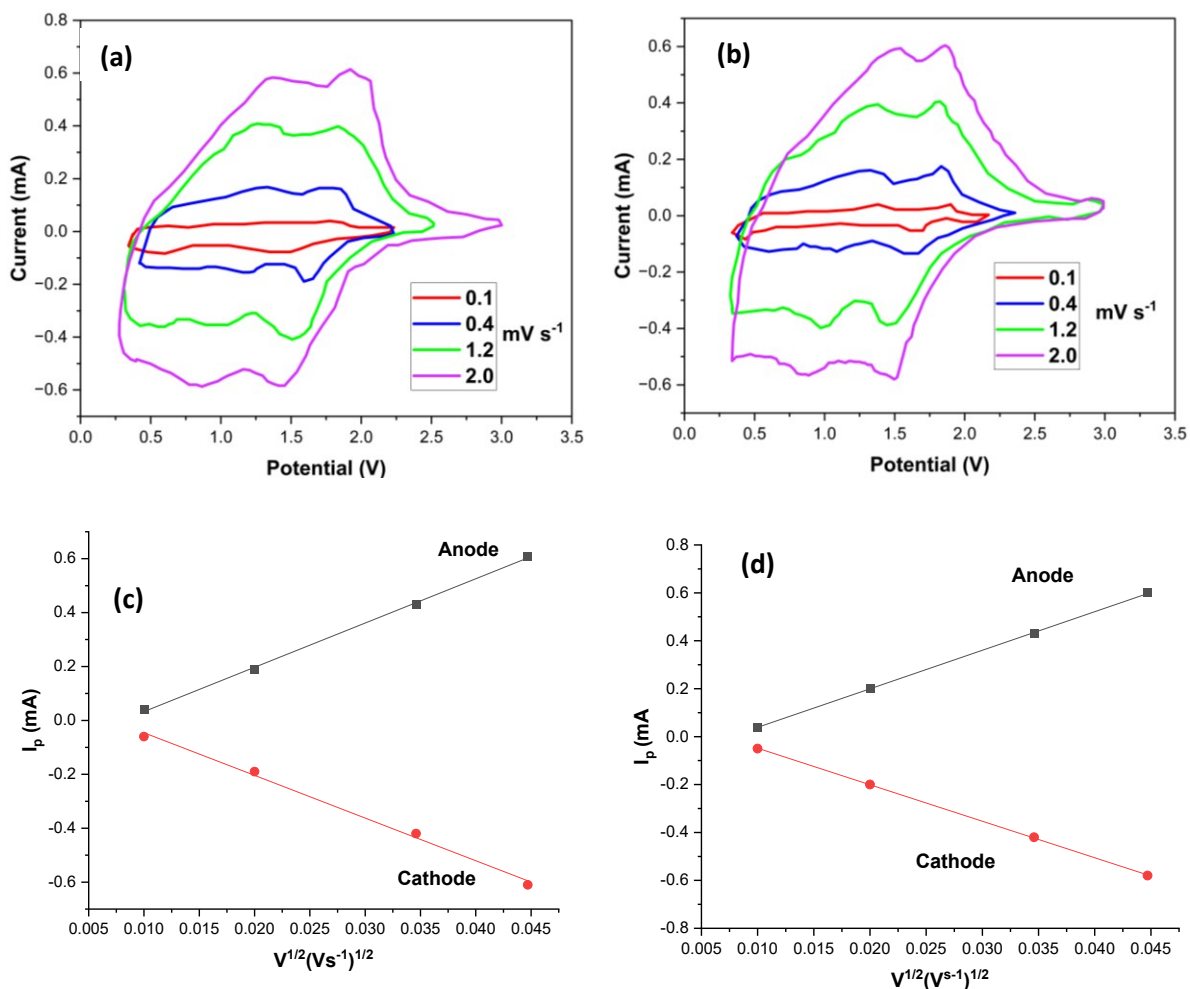 (a)
0.8
0.6
0.4
0.2
0.0
−0.2
−0.4
−0.6
Current (mA)
0.0 0.5 1.0 1.5 2.0 2.5 3.0 3.5
Potential (V)
0.1
0.4
1.2
2.0
mV s-1
(b)
0.6
0.4
0.2
0.0
−0.2
−0.4
−0.6
Current (mA)
0.0 0.5 1.0 1.5 2.0 2.5 3.0 3.5
Potential (V)
0.1
0.4
1.2
2.0
mV s-1
(c)
Anode
Cathode
0.6
0.4
0.2
0.0
-0.2
-0.4
-0.6
Ip (mA)
0.005 0.010 0.015 0.020 0.025 0.030 0.035 0.040 0.045
V1/2(Vs-1)1/2
(d)
Anode
Cathode
0.8
0.6
0.4
0.2
0.0
-0.2
-0.4
-0.6
-0.8
Ip (mA
0.005 0.010 0.015 0.020 0.025 0.030 0.035 0.040 0.045
V1/2(Vs-1)1/2